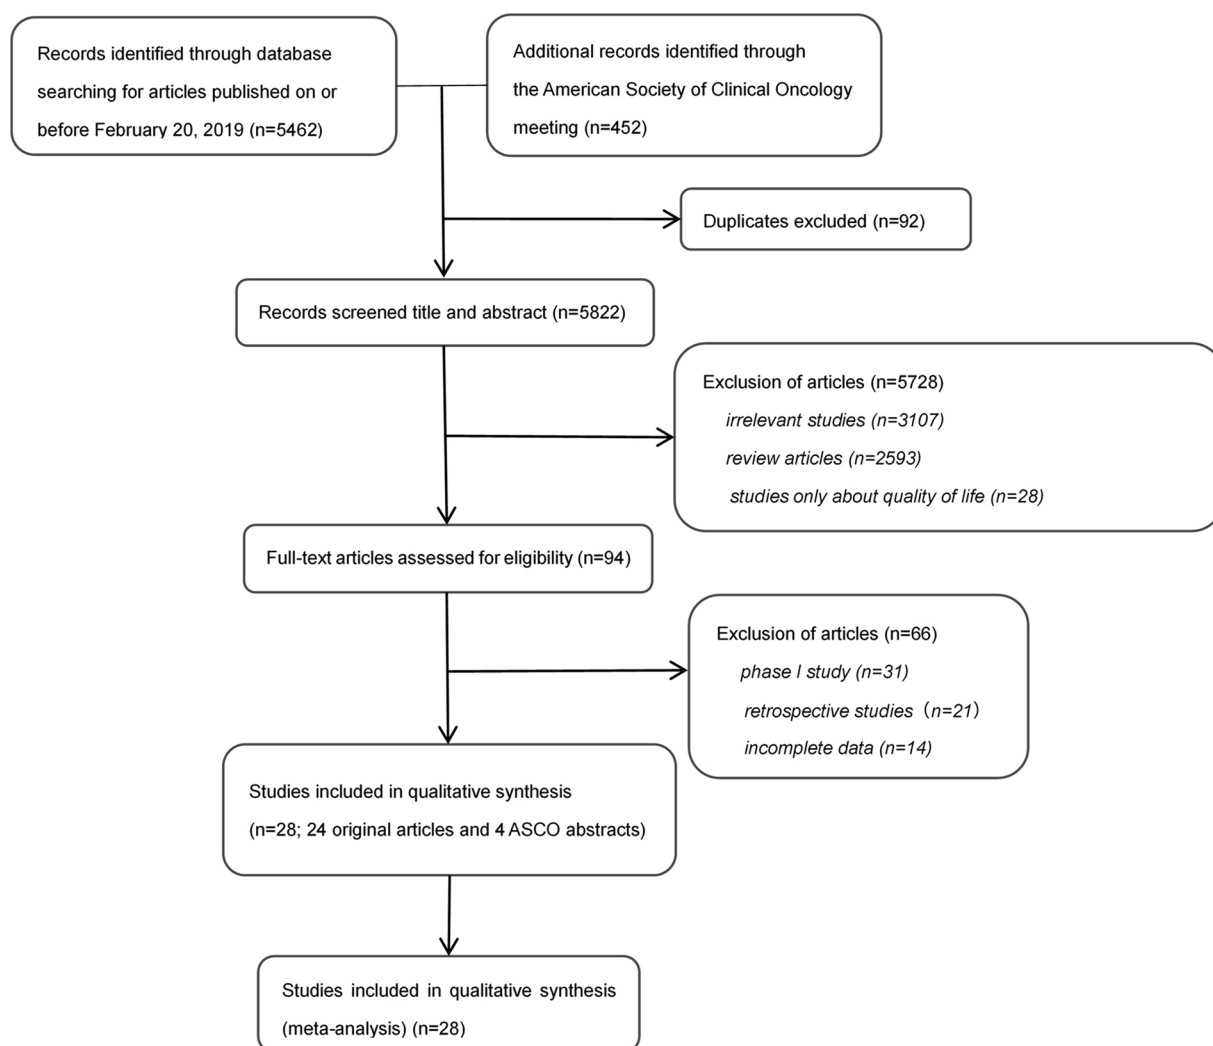 Records identified through database
searching for articles published on or
before February 20, 2019 (n=5462)
Additional records identified through
the American Society of Clinical Oncology
meeting (n=452)
Duplicates excluded (n=92)
Records screened title and abstract (n=5822)
Exclusion of articles (n=5728)
irrelevant studies (n=3107)
review articles (n=2593)
studies only about quality of life (n=28)
Full-text articles assessed for eligibility (n=94)
Exclusion of articles (n=66)
phase I study (n=31)
retrospective studies（n=21）
incomplete data (n=14)
Studies included in qualitative synthesis
(n=28; 24 original articles and 4 ASCO abstracts)
Studies included in qualitative synthesis
(meta-analysis) (n=28)